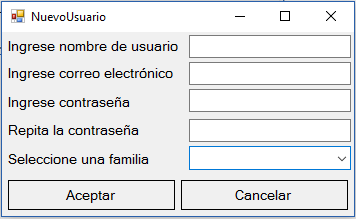 NuevoUsuario
Ingrese nombre de usuario
Ingrese correo electrónico
Ingrese contraseña
Repita la contraseña
Seleccione una familia
Aceptar
Cancelar